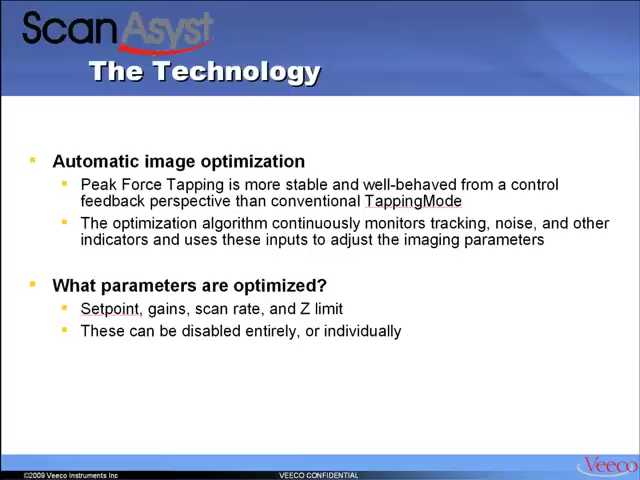 ScanAsyst
The Technology
Automatic image optimization
Peak Force Tapping is more stable and well-behaved from a control
feedback perspective than conventional TappingMode
The optimization algorithm continuously monitors tracking, noise, and other
indicators and uses these inputs to adjust the imaging parameters
What parameters are optimized?
Setpoint, gains, scan rate, and Z limit
These can be disabled entirely, or individually
©2009 Veeco Instruments Inc
VEECO CONFIDENTIAL
Veeco